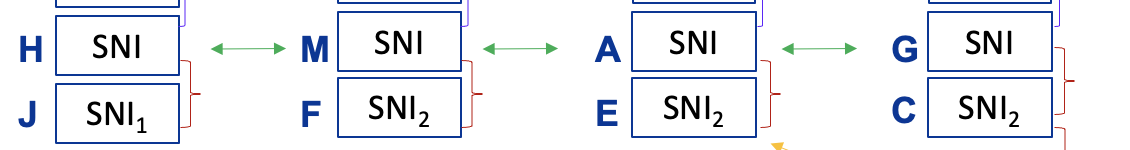 H SNI M SNI A SNI G SNI
J SNI₁ F SNI₂ E SNI₂ C SNI₂